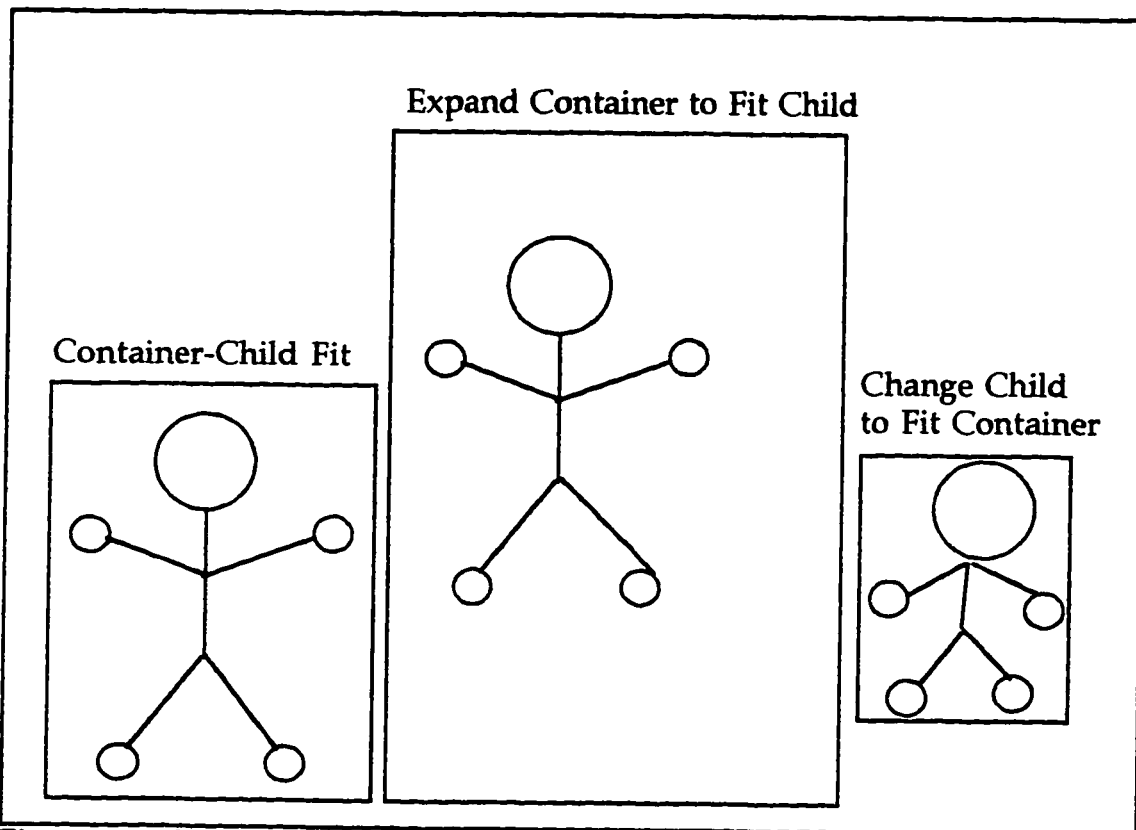 Expand Container to Fit Child
Container-Child Fit
Change Child
to Fit Container